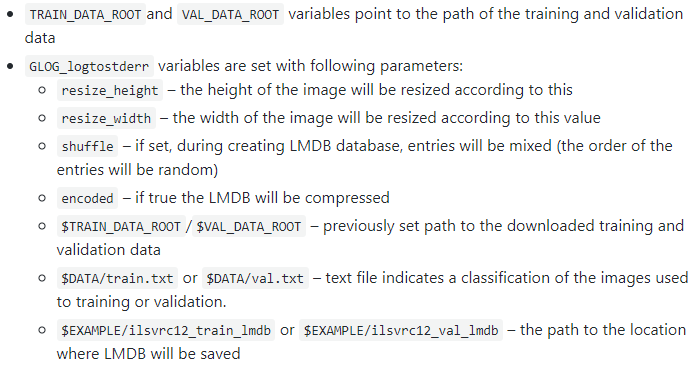 TRAIN_DATA_ROOT and VAL_DATA_ROOT variables point to the path of the training and validation
data
GLOG_logtostderr variables are set with following parameters:
resize_height – the height of the image will be resized according to this
resize_width – the width of the image will be resized according to this value
shuffle – if set, during creating LMDB database, entries will be mixed (the order of the
entries will be random)
encoded – if true the LMDB will be compressed
$TRAIN_DATA_ROOT / $VAL_DATA_ROOT – previously set path to the downloaded training and
validation data
$DATA/train.txt or $DATA/val.txt – text file indicates a classification of the images used
to training or validation.
$EXAMPLE/ilsvrc12_train_lmdb or $EXAMPLE/ilsvrc12_val_lmdb – the path to the location
where LMDB will be saved